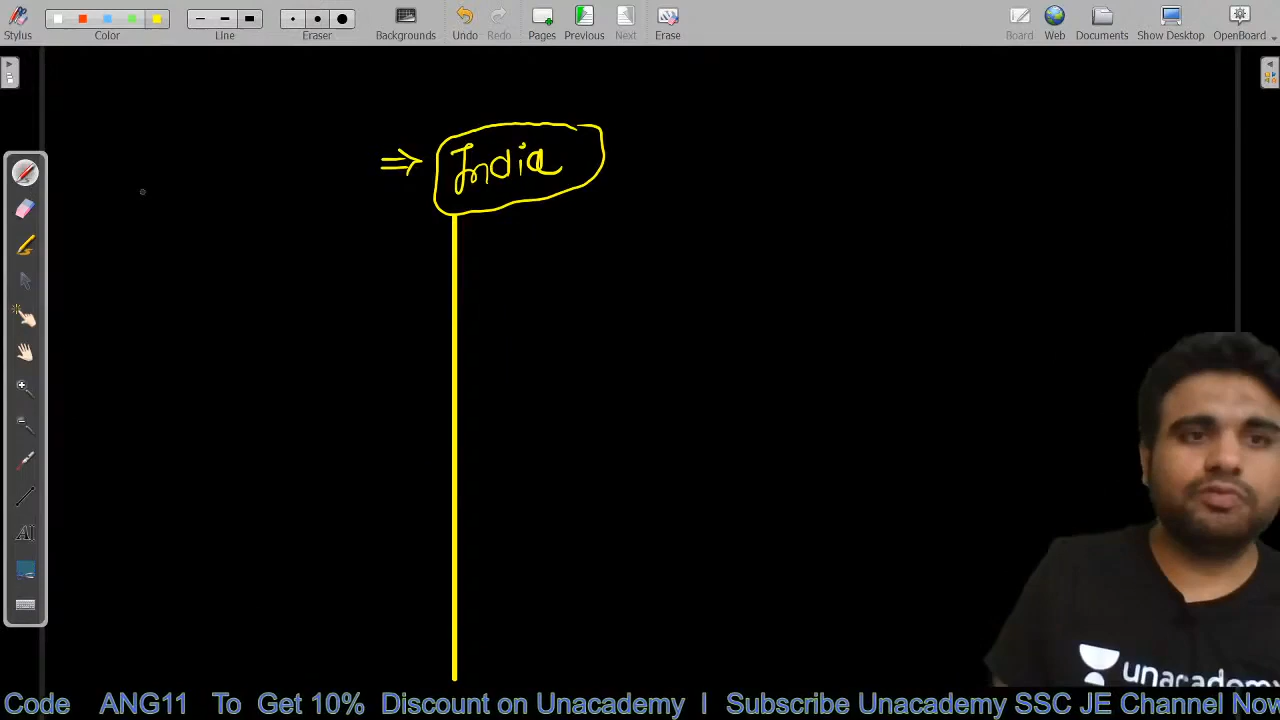 Stylus Color Line Eraser Backgrounds Undo Redo Pages Previous Next Erase Board Web Documents Show Desktop OpenBoard
⇒ India
unacademy
Code ANG11 To Get 10% Discount on Unacademy I Subscribe Unacademy SSC JE Channel Now